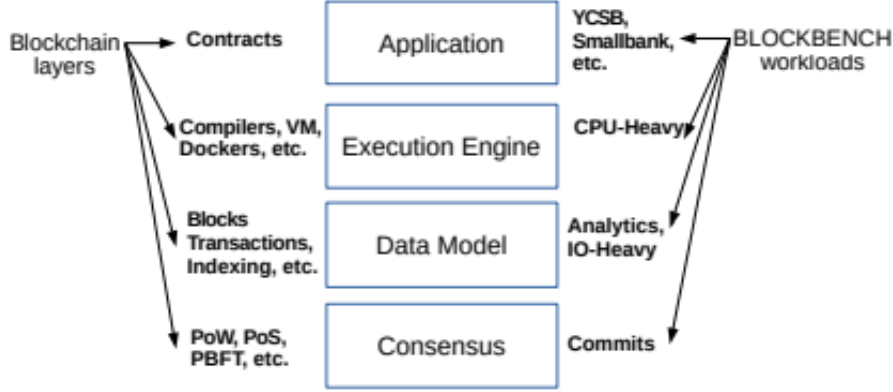 Blockchain
layers
Contracts
Application
YCSB,
Smallbank,
etc.
BLOCKBENCH
workloads
Compilers, VM,
Dockers, etc.
Execution Engine
CPU-Heavy
Blocks
Transactions,
Indexing, etc.
Data Model
Analytics,
IO-Heavy
PoW, PoS,
PBFT, etc.
Consensus
Commits